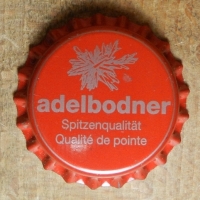 adelbodner
Spitzenqualität
Qualité de pointe